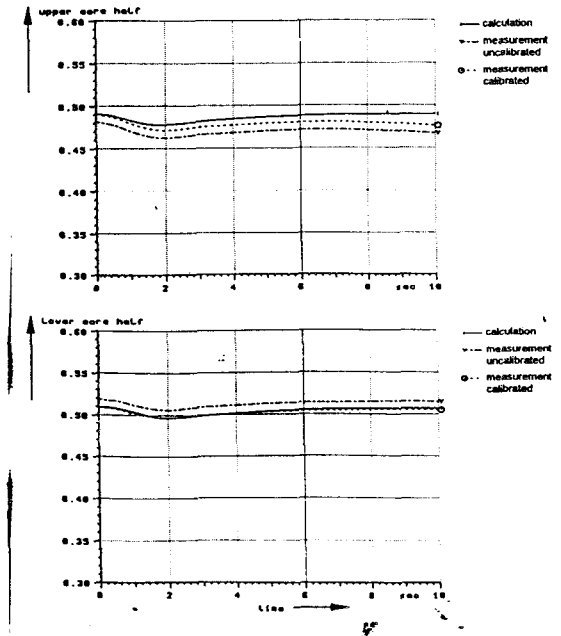 upper core half
calculation
measurement
uncalibrated
measurement
calibrated
0.60
0.55
0.50
0.45
0.40
0.35
0.30
0 2 4 6 sec 10
Lower core half
calculation
measurement
uncalibrated
measurement
calibrated
0.60
0.55
0.50
0.45
0.40
0.35
0.30
0 2 4 6 sec 10
time